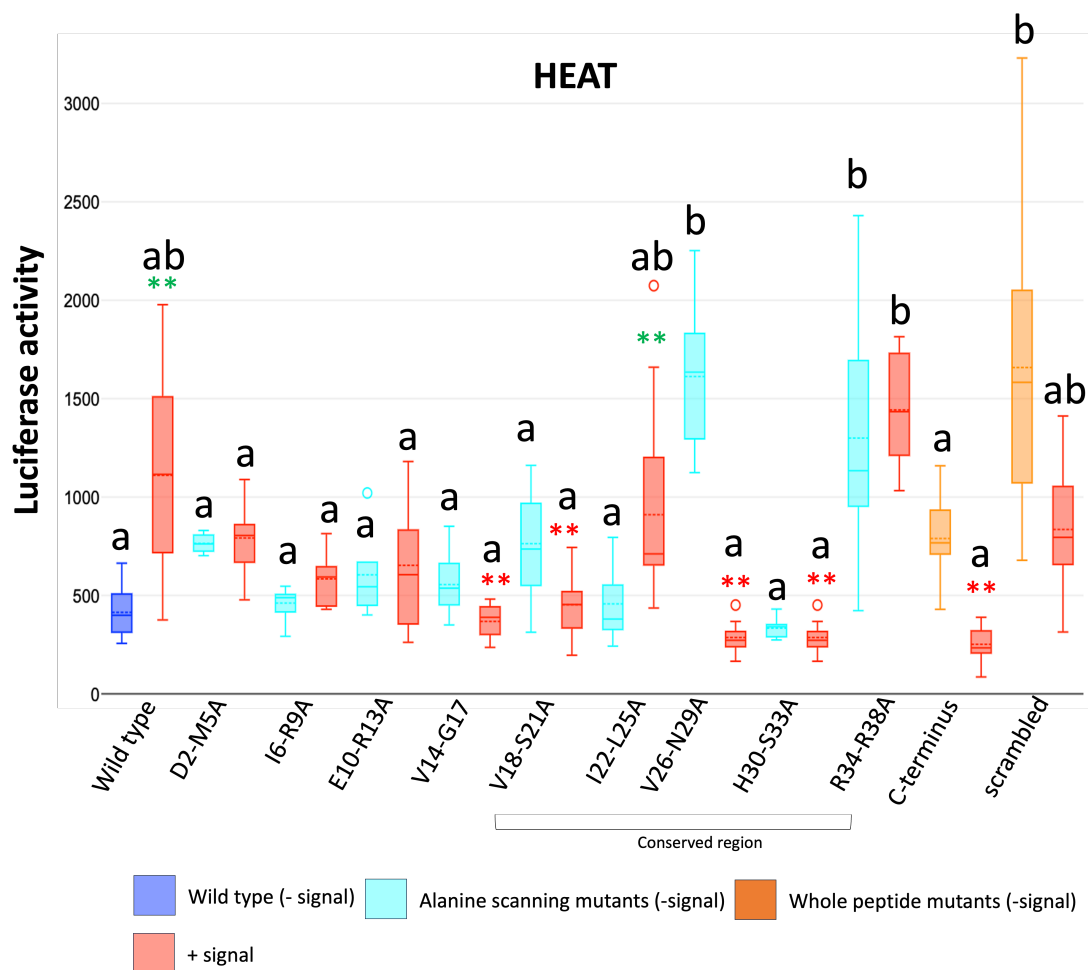 HEAT
Luciferase activity
3000
2500
2000
1500
1000
500
0
a
ab
**
a
a
a
a
a
a
a
a
**
a
a
**
a
ab
**
b
a
**
a
a
**
b
b
a
a
**
b
ab
Wild type
D2-M5A
I6-R9A
E10-R13A
V14-G17
V18-S21A
I22-L25A
V26-N29A
H30-S33A
R34-R38A
C-terminus
scrambled
Conserved region
Wild type (- signal)
Alanine scanning mutants (-signal)
Whole peptide mutants (-signal)
+ signal